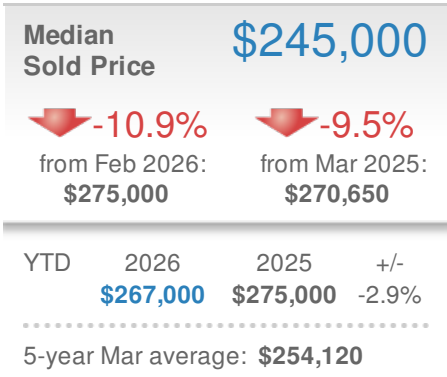 Median $245,000
Sold Price
-10.9% -9.5%
from Feb 2026: from Mar 2025:
$275,000 $270,650
YTD 2026 2025 +/-
$267,000 $275,000 -2.9%
5-year Mar average: $254,120